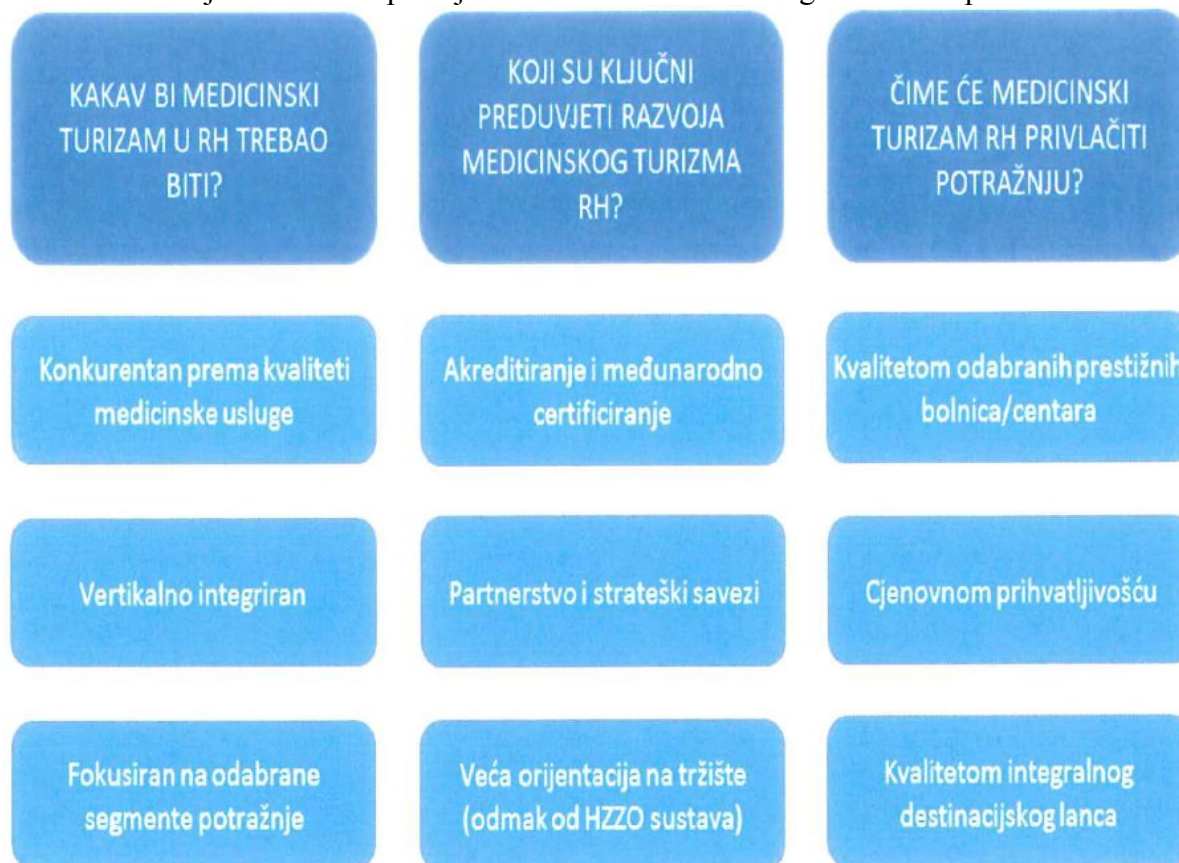 KAKAV BI MEDICINSKI
TURIZAM U RH TREBAO
BITI?
KOJI SU KLJUČNI
PREDUVJETI RAZVOJA
MEDICINSKOG TURIZMA
RH?
ČIME ĆE MEDICINSKI
TURIZAM RH PRIVLAČITI
POTRAŽNJU?
Konkurentan prema kvaliteti
medicinske usluge
Akreditiranje i međunarodno
certificiranje
Kvalitetom odabranih prestižnih
bolnica/centara
Vertikalno integriran
Partnerstvo i strateški savezi
Cjenovnom prihvatljivošću
Fokusiran na odabrane
segmente potražnje
Veća orijentacija na tržište
(odmak od HZZO sustava)
Kvalitetom integralnog
destinacijskog lanca